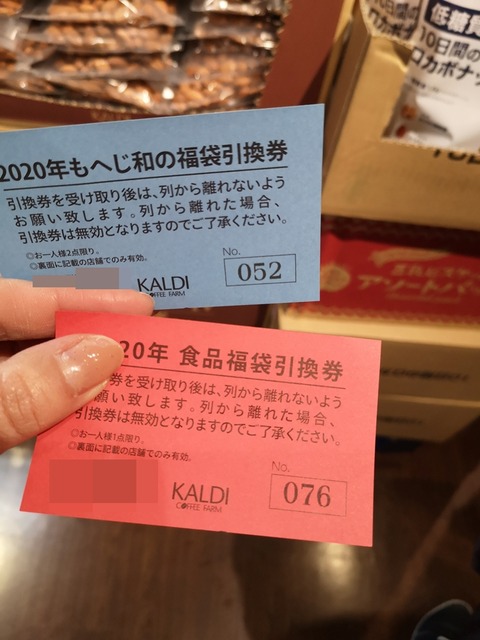 低糖質
10日間の
ロカボナッ
2020年もへじ和の福袋引換券
引換券を受け取り後は、列から離れないよう
お願い致します。列から離れた場合、
引換券は無効となりますのでご了承ください。
◎お一人様2点限り。
◎裏面に記載の店舗でのみ有効。
KALDI
COFFEE FARM
No.
052
アソートパ
20年 食品福袋引換券
券を受け取り後は、列から離れないよう
願い致します。列から離れた場合、
引換券は無効となりますのでご了承ください。
◎お一人様1点限り。
◎裏面に記載の店舗でのみ有効。
KALDI
COFFEE FARM
No.
076